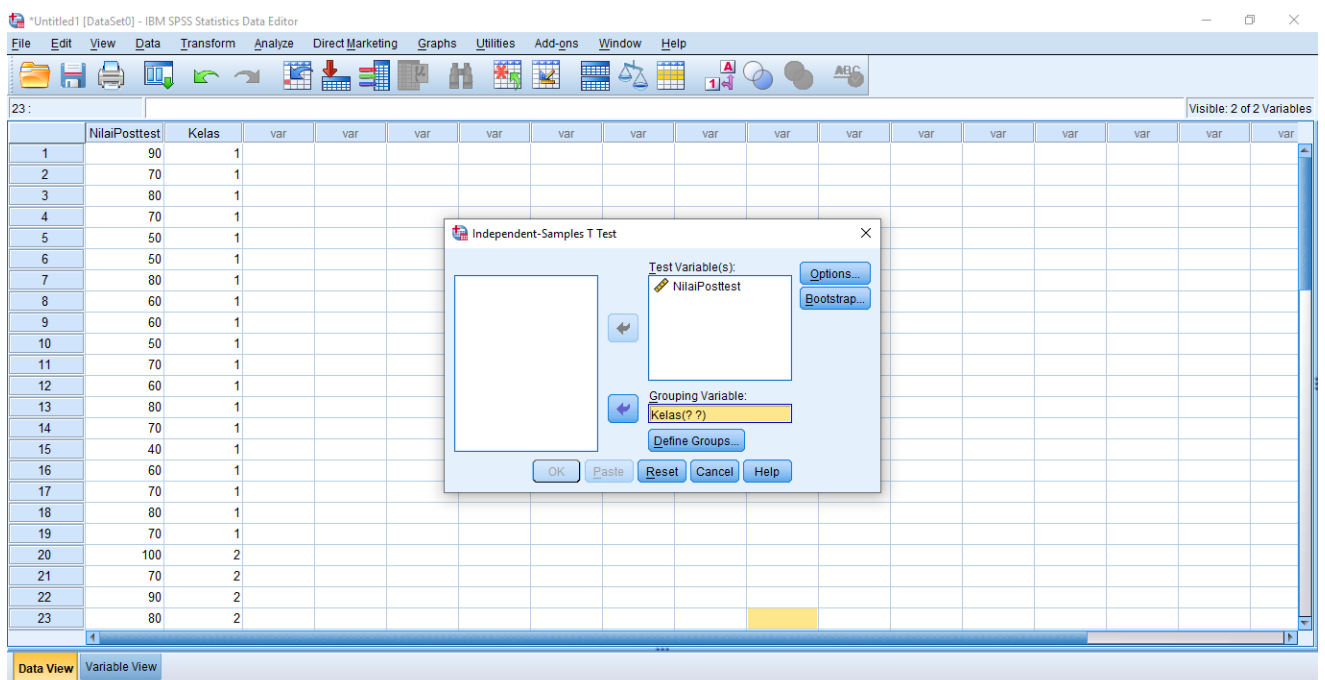 *Untitled1 [DataSet0] - IBM SPSS Statistics Data Editor
File Edit View Data Transform Analyze Direct Marketing Graphs Utilities Add-ons Window Help
23 :
Visible: 2 of 2 Variables
NilaiPosttest Kelas var var var var var var var var var var var var var var var
1 90 1
2 70 1
3 80 1
4 70 1
5 50 1
6 50 1
7 80 1
8 60 1
9 60 1
10 50 1
11 70 1
12 60 1
13 80 1
14 70 1
15 40 1
16 60 1
17 70 1
18 80 1
19 70 1
20 100 2
21 70 2
22 90 2
23 80 2
Independent-Samples T Test
Test Variable(s):
NilaiPosttest
Options...
Bootstrap...
Grouping Variable:
Kelas(? ?)
Define Groups...
OK Paste Reset Cancel Help
Data View Variable View